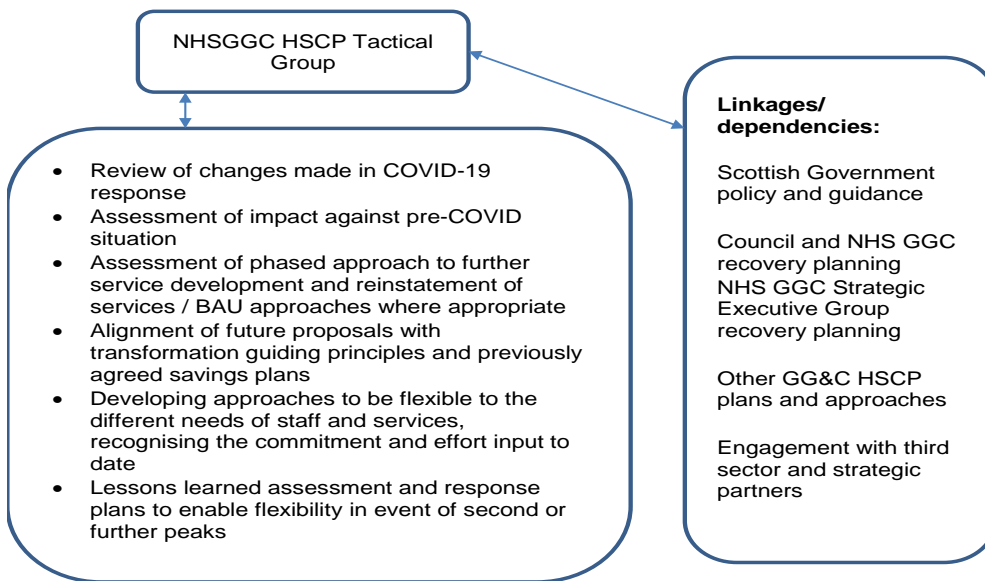 NHSGGC HSCP Tactical
Group
• Review of changes made in COVID-19
response
• Assessment of impact against pre-COVID
situation
• Assessment of phased approach to further
service development and reinstatement of
services / BAU approaches where appropriate
• Alignment of future proposals with
transformation guiding principles and previously
agreed savings plans
• Developing approaches to be flexible to the
different needs of staff and services,
recognising the commitment and effort input to
date
• Lessons learned assessment and response
plans to enable flexibility in event of second or
further peaks
Linkages/
dependencies:
Scottish Government
policy and guidance
Council and NHS GGC
recovery planning
NHS GGC Strategic
Executive Group
recovery planning
Other GG&C HSCP
plans and approaches
Engagement with third
sector and strategic
partners